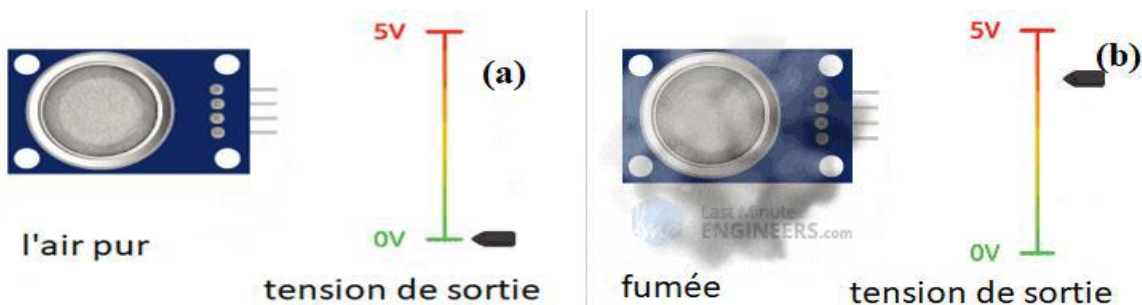 5V
(a)
0V
l'air pur
tension de sortie
5V
(b)
Last Minute
ENGINEERS.com
0V
fumée
tension de sortie